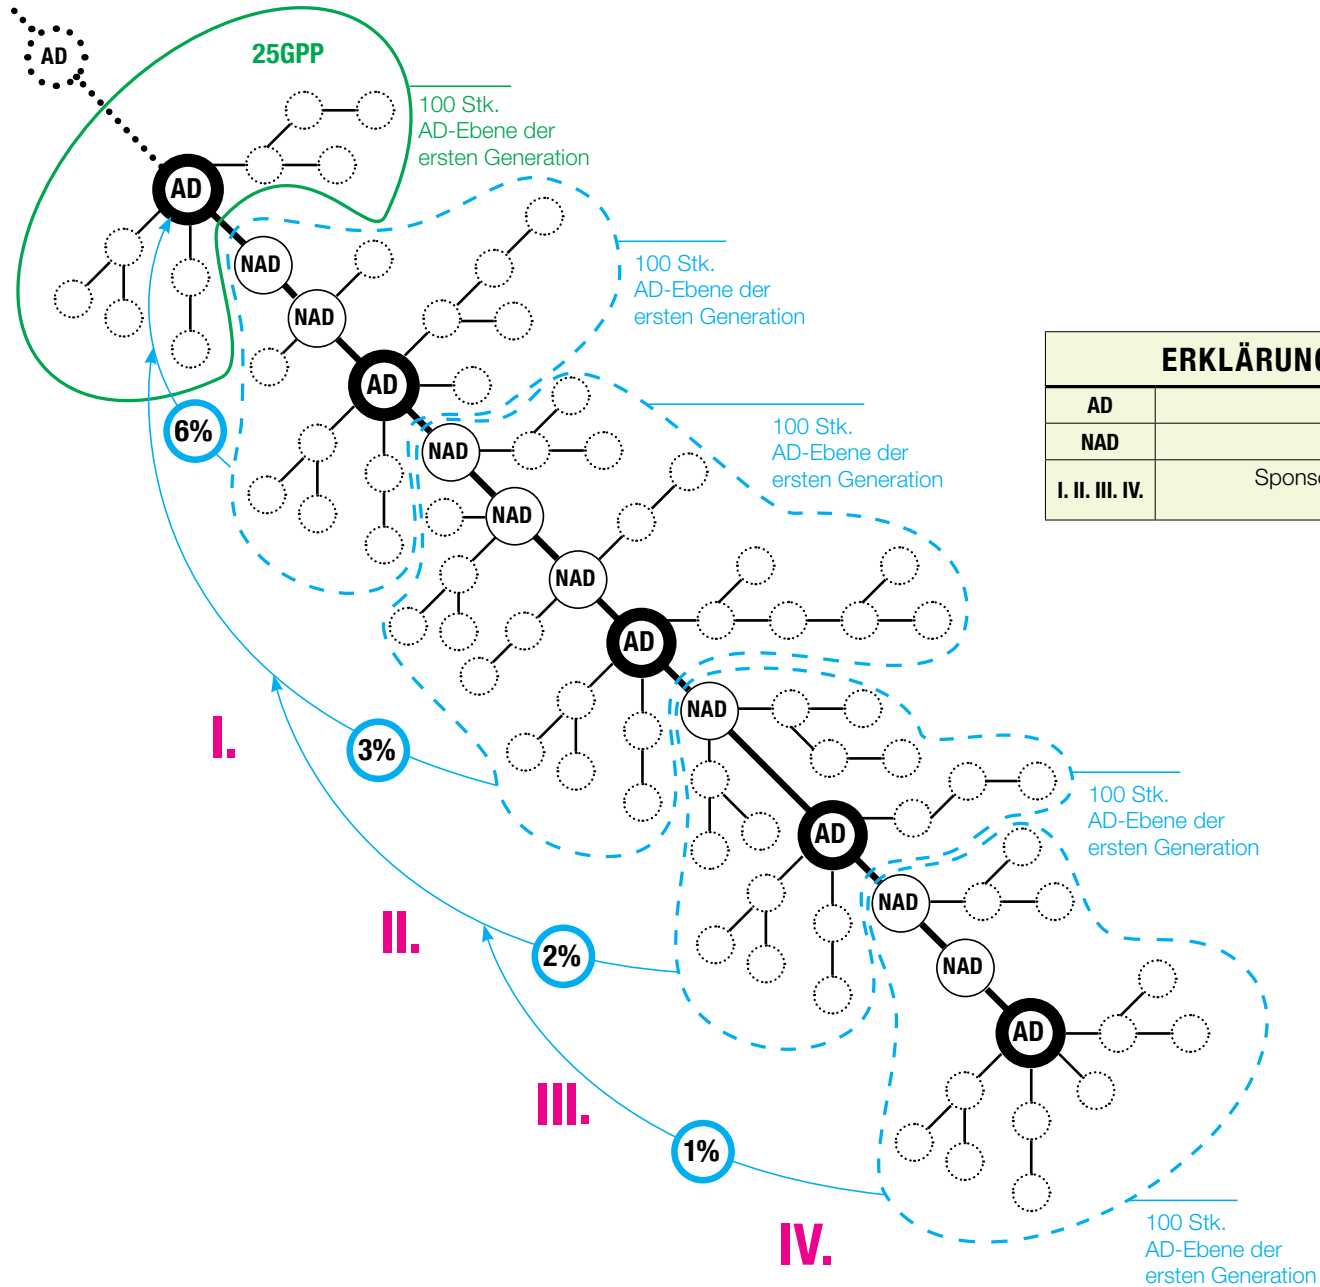 AD
25GPP
100 Stk.
AD-Ebene der
ersten Generation
AD
NAD
NAD
100 Stk.
AD-Ebene der
ersten Generation
AD
6%
NAD
NAD
NAD
100 Stk.
AD-Ebene der
ersten Generation
ERKLÄRUNG
AD
NAD
I. II. III. IV.
AD
I.
3%
NAD
AD
100 Stk.
AD-Ebene der
ersten Generation
II.
2%
NAD
NAD
AD
III.
1%
IV.
100 Stk.
AD-Ebene der
ersten Generation